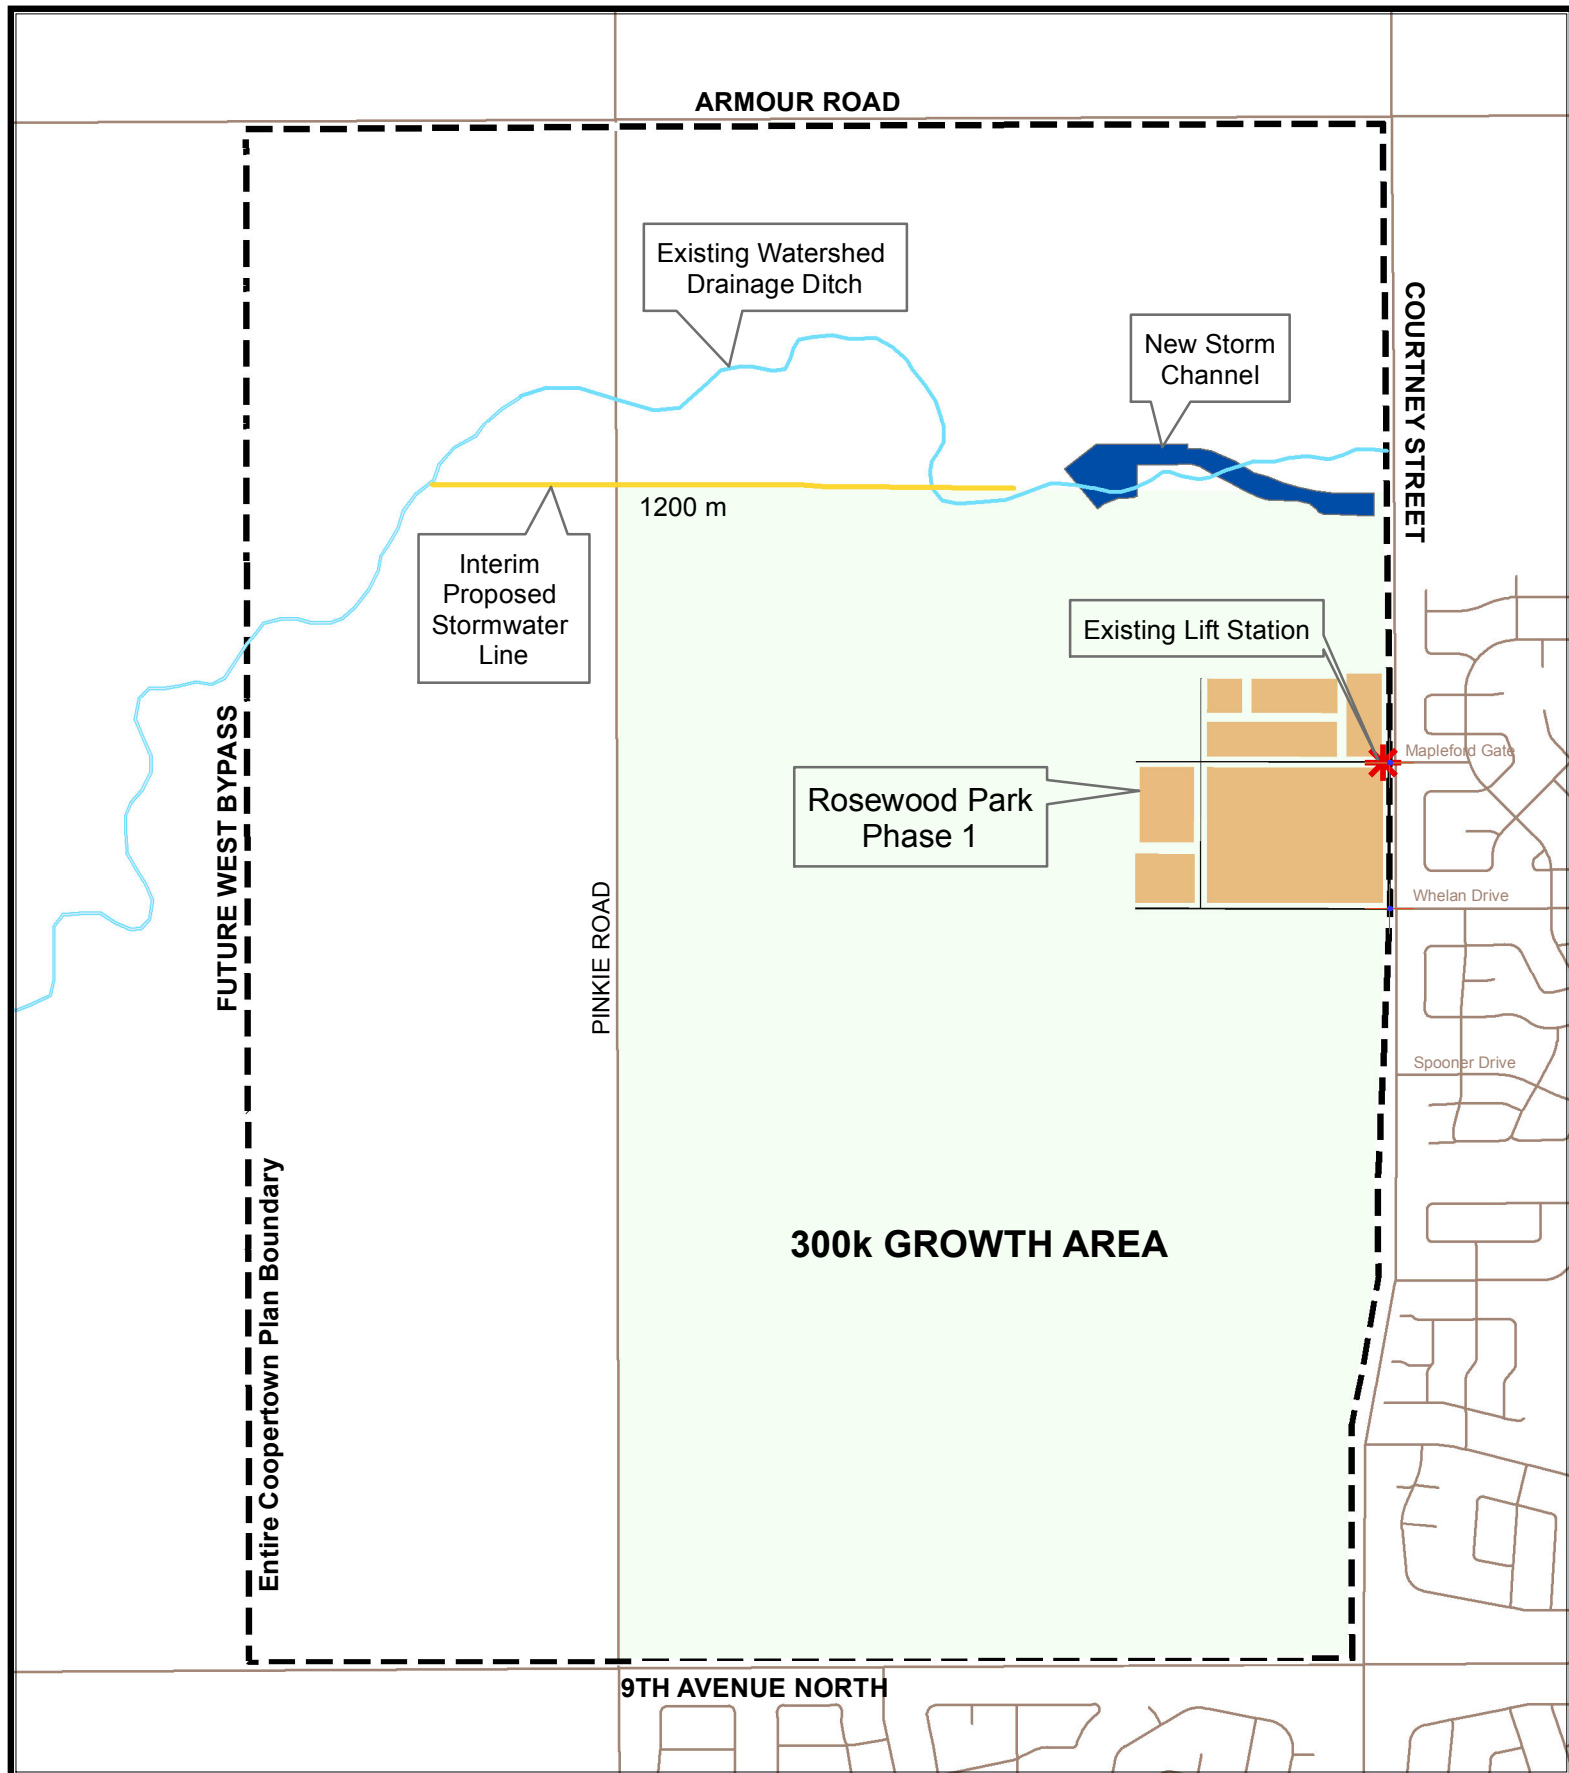 ARMOUR ROAD
Existing Watershed
Drainage Ditch
New Storm
Channel
COURTNEY STREET
1200 m
Interim
Proposed
Stormwater
Line
Existing Lift Station
Mapleford Gate
Rosewood Park
Phase 1
FUTURE WEST BYPASS
PINKIE ROAD
Whelan Drive
Spooner Drive
Entire Coopertown Plan Boundary
300k GROWTH AREA
9TH AVENUE NORTH